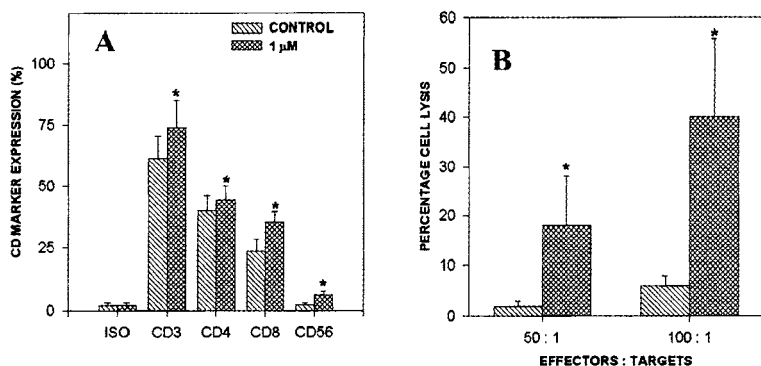 A
CONTROL
1 µM
CD MARKER EXPRESSION (%)
100
75
50
25
0
*
*
*
*
ISO CD3 CD4 CD8 CD56
B
PERCENTAGE CELL LYSIS
60
50
40
30
20
10
0
*
*
50 : 1 100 : 1
EFFECTORS : TARGETS